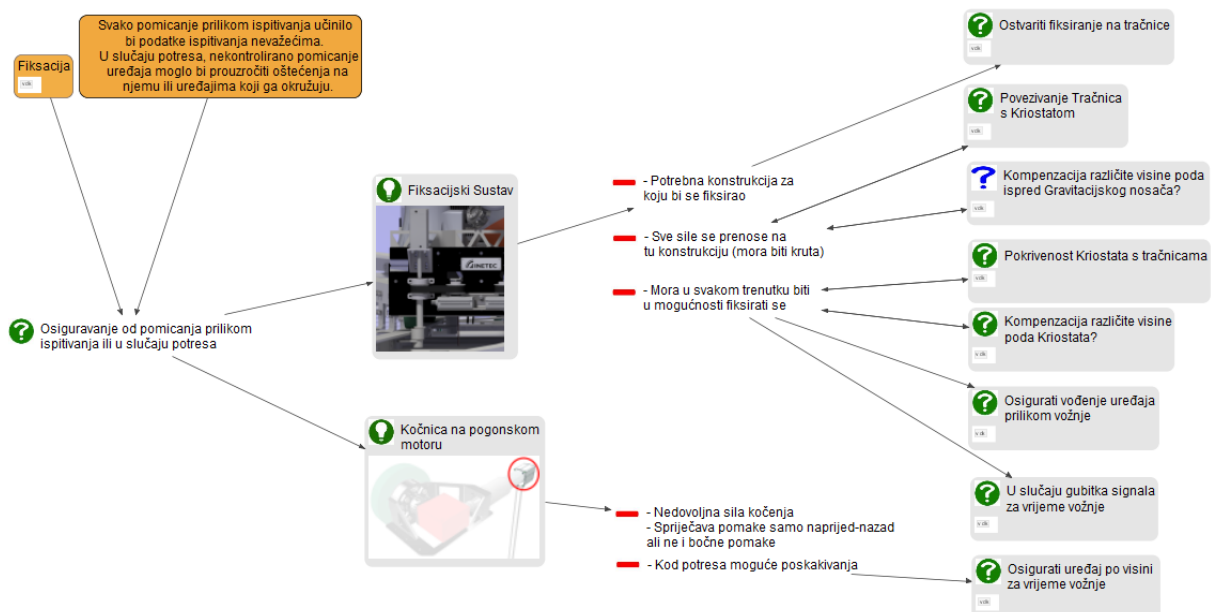 Fiksacija
Svako pomicanje prilikom ispitivanja učinilo
bi podatke ispitivanja nevažećima.
U slučaju potresa, nekontrolirano pomicanje
uređaja moglo bi prouzročiti oštećenja na
njemu ili uređajima koji ga okružuju.
Osiguravanje od pomicanja prilikom
ispitivanja ili u slučaju potresa
Fiksacijski Sustav
INETEC
Kočnica na pogonskom
motoru
- Potrebna konstrukcija za
koju bi se fiksirao
- Sve sile se prenose na
tu konstrukciju (mora biti kruta)
- Mora u svakom trenutku biti
u mogućnosti fiksirati se
- Nedovoljna sila kočenja
- Spriječava pomake samo naprijed-nazad
ali ne i bočne pomake
- Kod potresa moguće poskakivanja
Ostvariti fiksiranje na tračnice
Povezivanje Tračnica
s Kriostatom
Kompenzacija različite visine poda
ispred Gravitacijskog nosača?
Pokrivenost Kriostata s tračnicama
Kompenzacija različite visine
poda Kriostata?
Osigurati vođenje uređaja
prilikom vožnje
U slučaju gubitka signala
za vrijeme vožnje
Osigurati uređaj po visini
za vrijeme vožnje